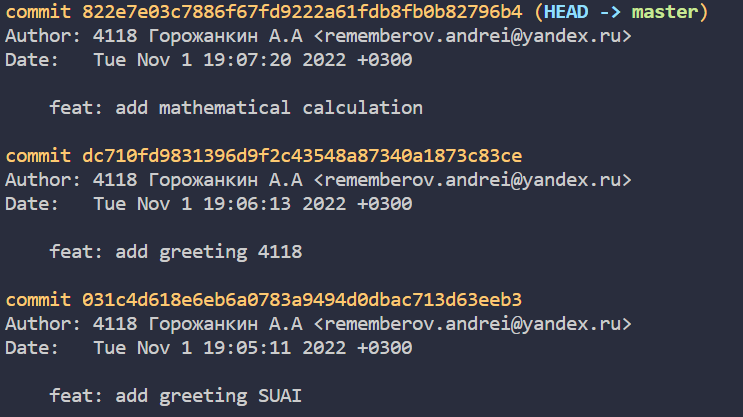 commit 822e7e03c7886f67fd9222a61fdb8fb0b82796b4 (HEAD -> master)
Author: 4118 Горожанкин А.А <rememberov.andrei@yandex.ru>
Date:   Tue Nov 1 19:07:20 2022 +0300
    feat: add mathematical calculation
commit dc710fd9831396d9f2c43548a87340a1873c83ce
Author: 4118 Горожанкин А.А <rememberov.andrei@yandex.ru>
Date:   Tue Nov 1 19:06:13 2022 +0300
    feat: add greeting 4118
commit 031c4d618e6eb6a0783a9494d0dbac713d63eeb3
Author: 4118 Горожанкин А.А <rememberov.andrei@yandex.ru>
Date:   Tue Nov 1 19:05:11 2022 +0300
    feat: add greeting SUAI